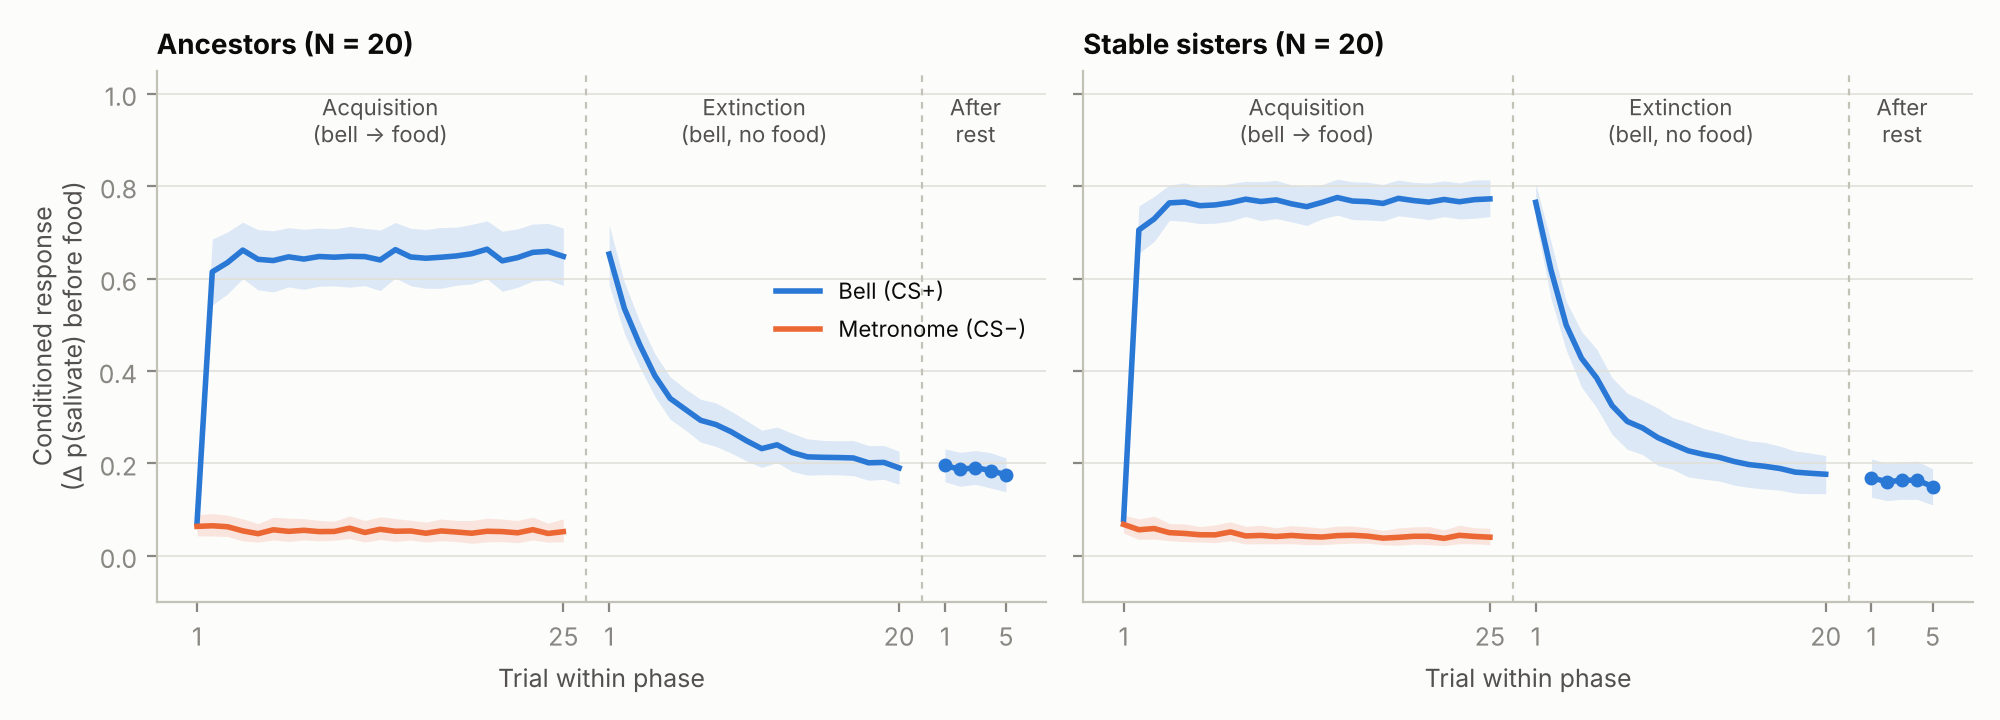 Ancestors (N = 20)
Stable sisters (N = 20)
Conditioned response
(Δ p(salivate) before food)
1.0
0.8
0.6
0.4
0.2
0.0
Acquisition
(bell → food)
Extinction
(bell, no food)
After
rest
Bell (CS+)
Metronome (CS−)
1
25
1
20
1
5
Trial within phase
Acquisition
(bell → food)
Extinction
(bell, no food)
After
rest
1
25
1
20
1
5
Trial within phase